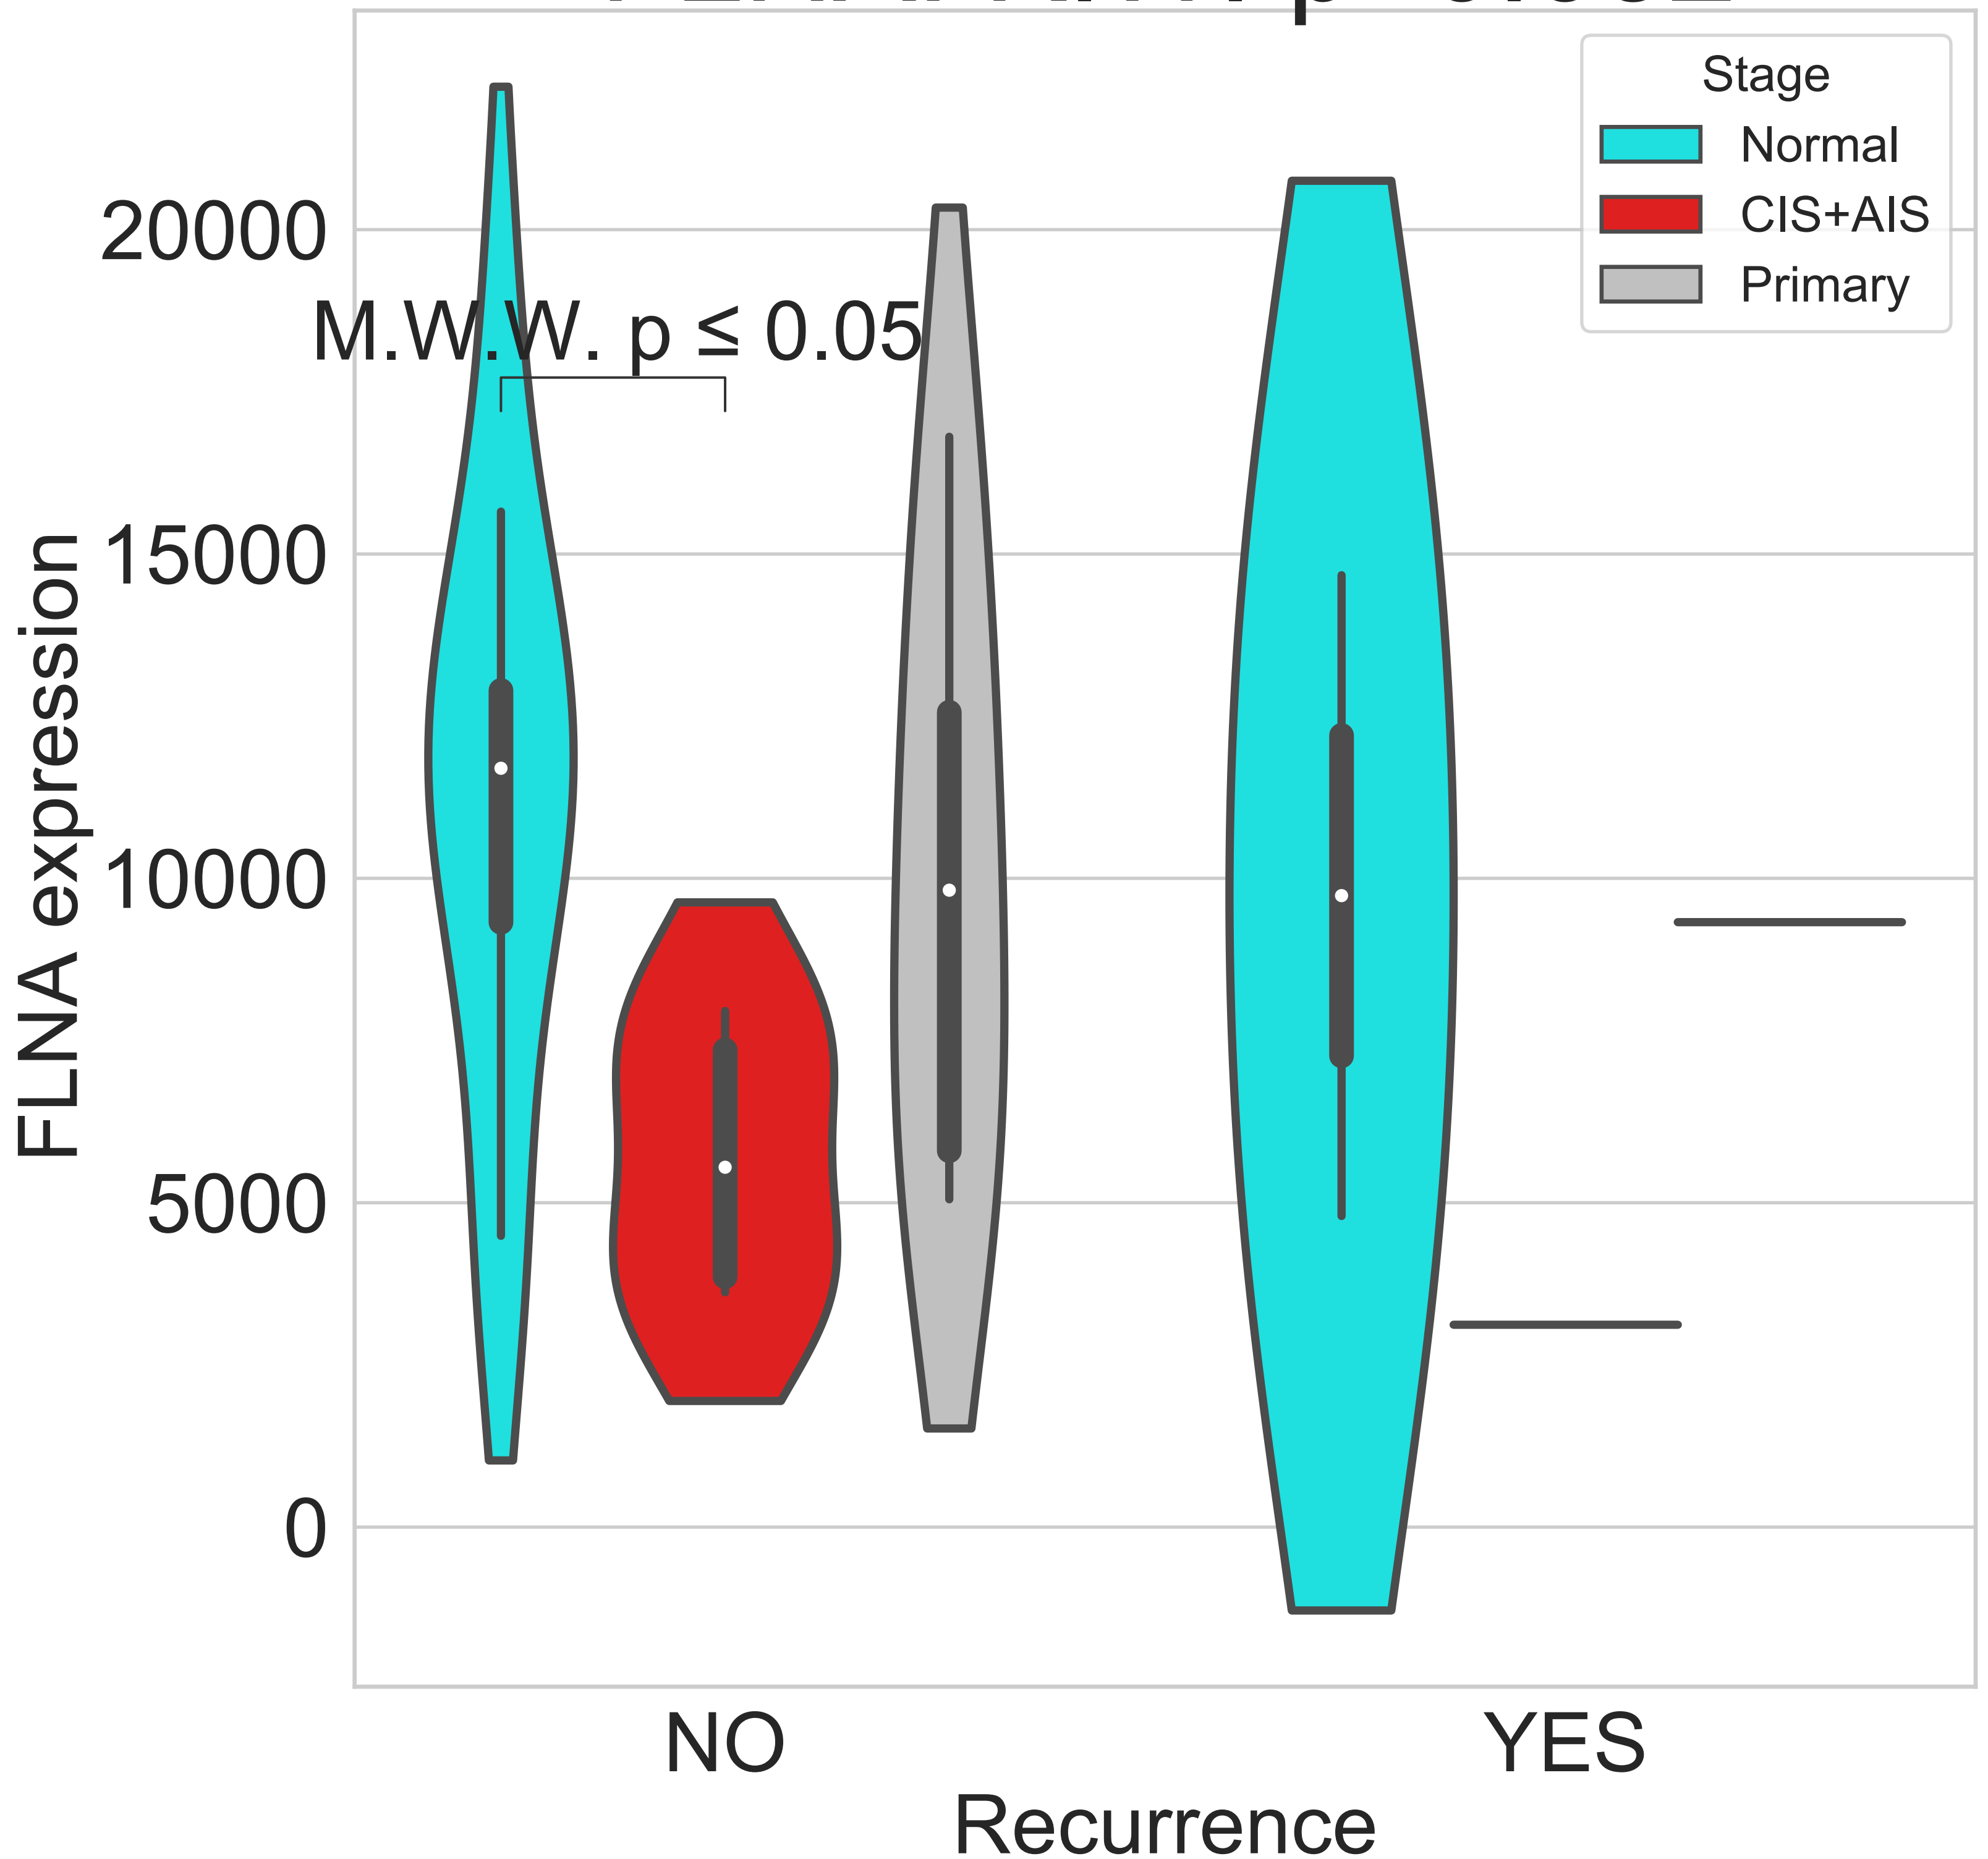 Stage
Normal
CIS+AIS
Primary
20000
M.W.W. p ≤ 0.05
15000
FLNA expression
10000
5000
0
NO
YES
Recurrence